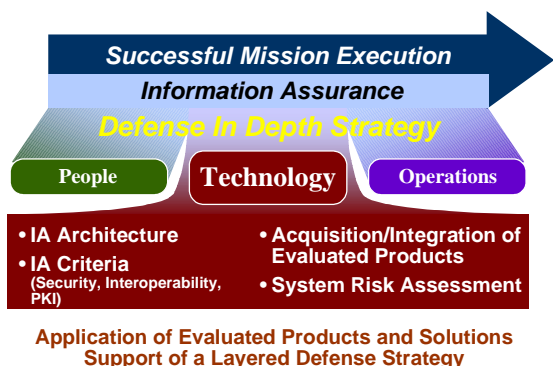 Successful Mission Execution
Information Assurance
Defense In Depth Strategy
People
Technology
Operations
• IA Architecture
• IA Criteria
(Security, Interoperability,
PKI)
• Acquisition/Integration of
Evaluated Products
• System Risk Assessment
Application of Evaluated Products and Solutions
Support of a Layered Defense Strategy